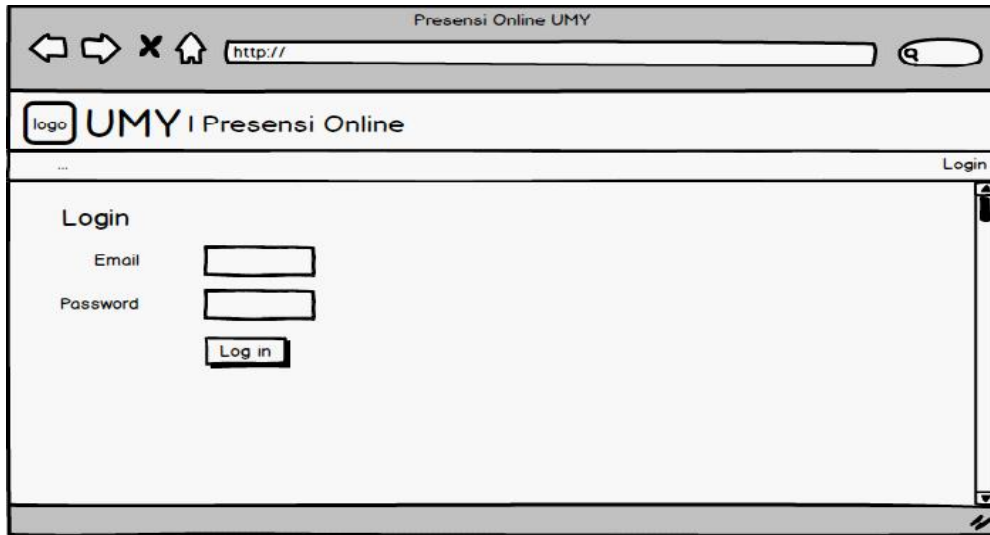 Presensi Online UMY
http://
logo UMY | Presensi Online
... Login
Login
Email
Password
Log in